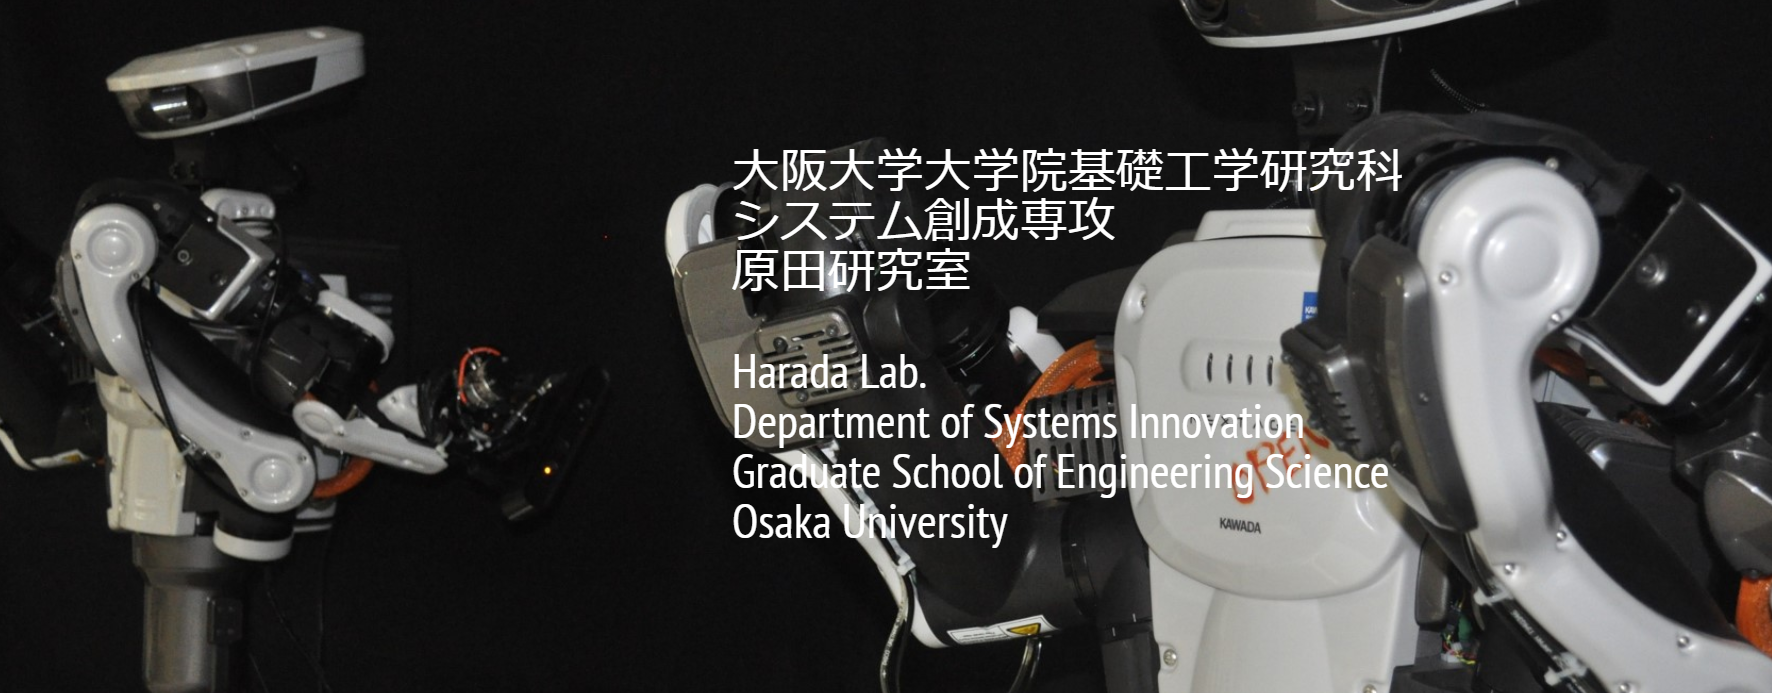 大阪大学大学院基礎工学研究科
システム創成専攻
原田研究室
Harada Lab.
Department of Systems Innovation
Graduate School of Engineering Science
Osaka University
NEXTAGE
OPEN
KAWADA